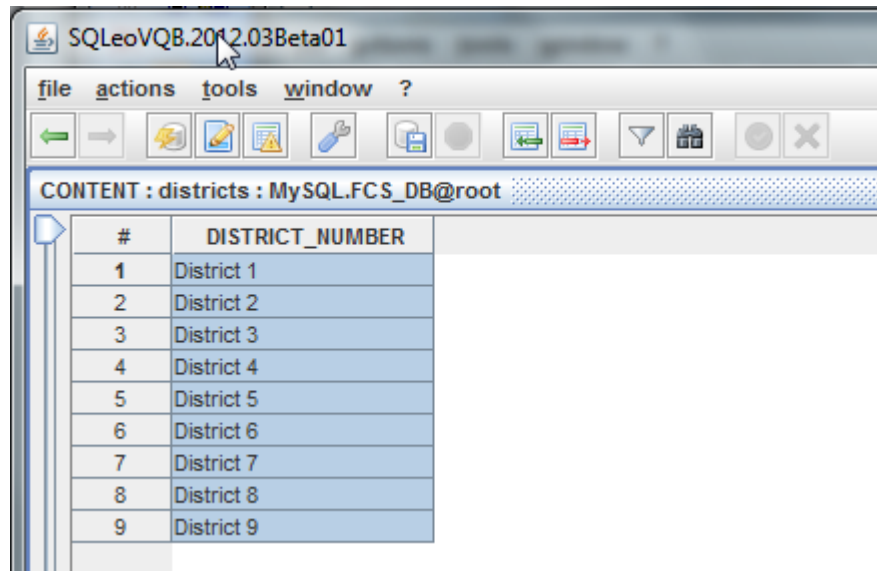 SQLeoVQB.2012.03Beta01
file actions tools window ?
CONTENT : districts : MySQL.FCS_DB@root
# DISTRICT_NUMBER
1 District 1
2 District 2
3 District 3
4 District 4
5 District 5
6 District 6
7 District 7
8 District 8
9 District 9